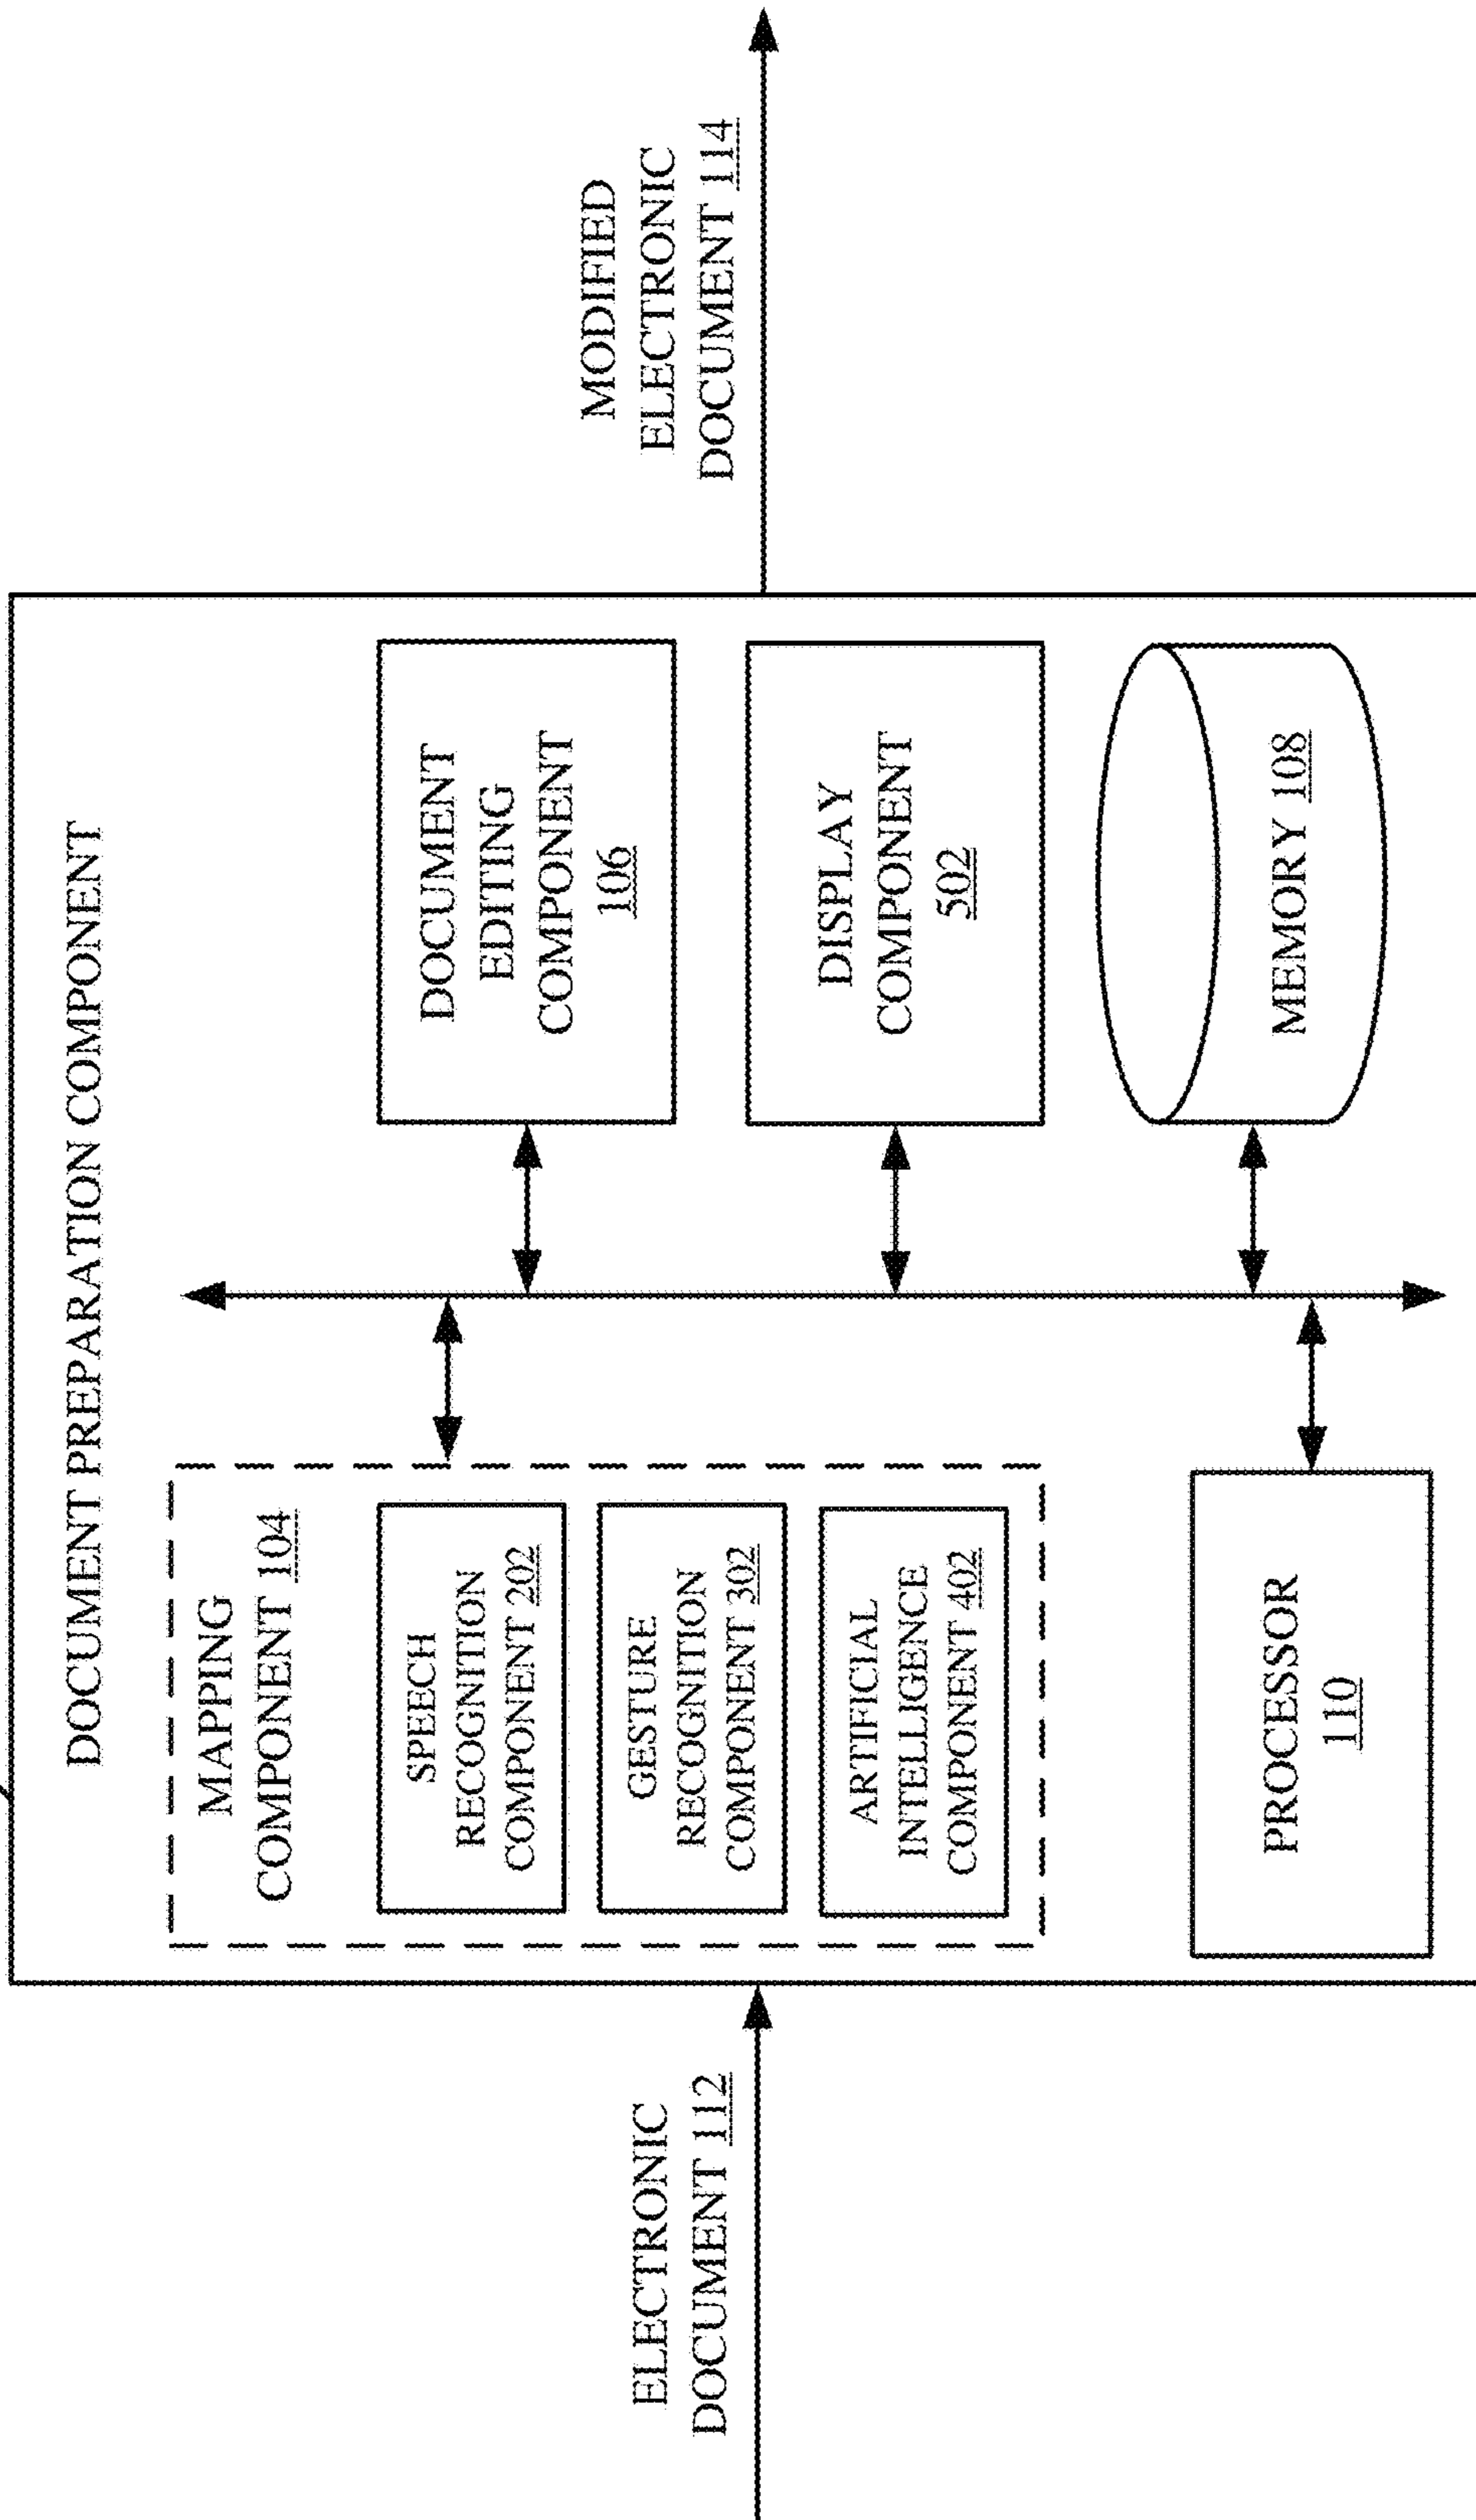 DOCUMENT PREPARATION COMPONENT
MAPPING
COMPONENT 104
SPEECH
RECOGNITION
COMPONENT 202
GESTURE
RECOGNITION
COMPONENT 302
ARTIFICIAL
INTELLIGENCE
COMPONENT 402
PROCESSOR
110
DOCUMENT
EDITING
COMPONENT
106
DISPLAY
COMPONENT
502
MEMORY 108
ELECTRONIC
DOCUMENT 112
MODIFIED
ELECTRONIC
DOCUMENT 114